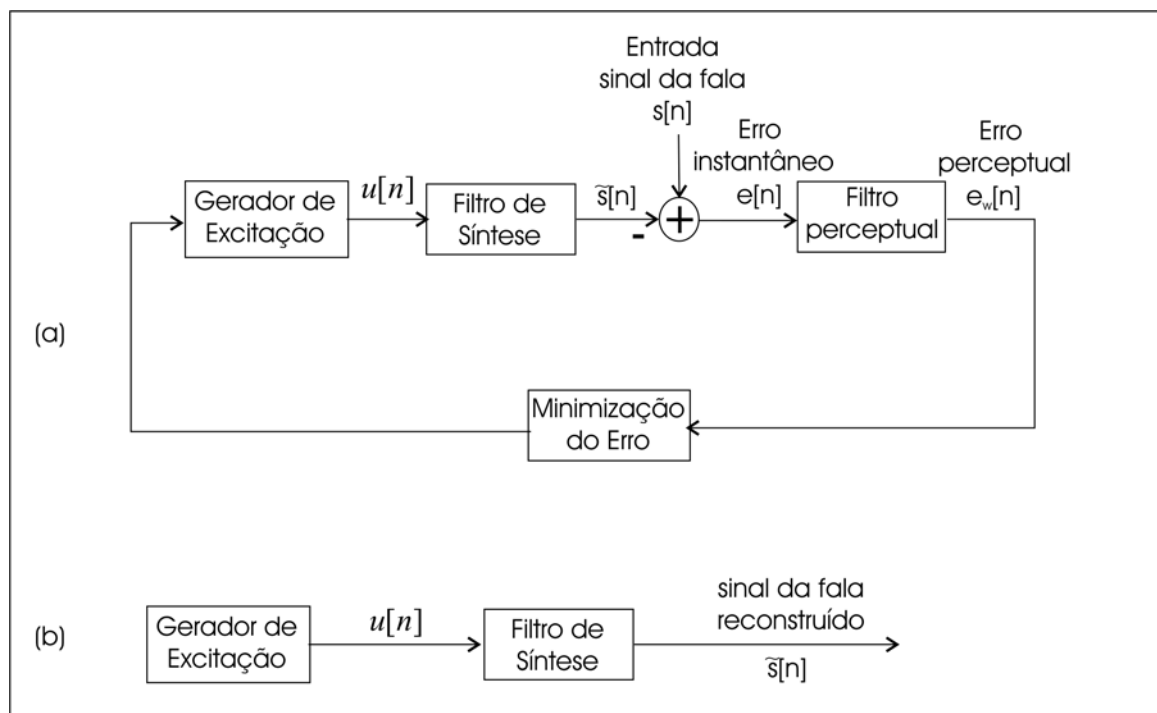 Entrada
sinal da fala
s[n]
Erro
instantâneo
e[n]
Erro
perceptual
e_w[n]
Gerador de
Excitação
u[n]
Filtro de
Síntese
s̃[n]
-
+
Filtro
perceptual
(a)
Minimização
do Erro
(b)
Gerador de
Excitação
u[n]
Filtro de
Síntese
sinal da fala
reconstruído
s̃[n]